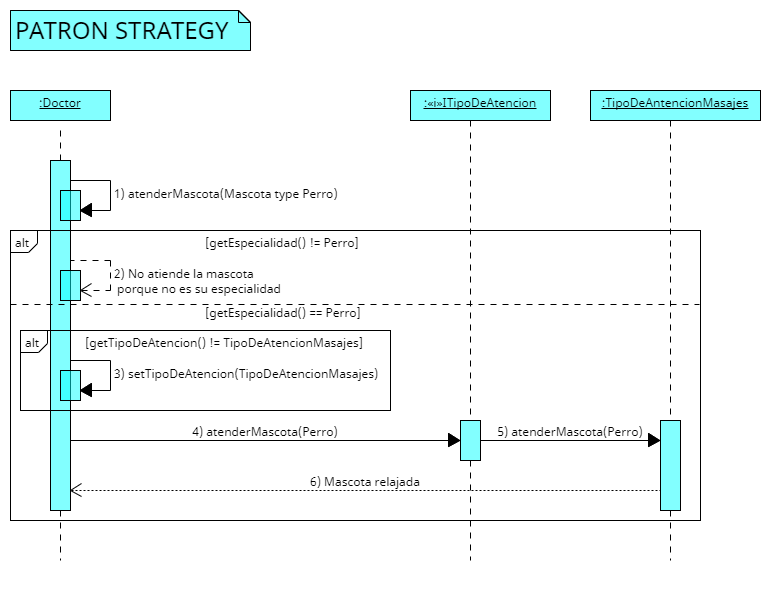 PATRON STRATEGY
:Doctor
:«i»ITipoDeAtencion
:TipoDeAntencionMasajes
1) atenderMascota(Mascota type Perro)
alt
[getEspecialidad() != Perro]
2) No atiende la mascota
porque no es su especialidad
[getEspecialidad() == Perro]
alt
[getTipoDeAtencion() != TipoDeAtencionMasajes]
3) setTipoDeAtencion(TipoDeAtencionMasajes)
4) atenderMascota(Perro)
5) atenderMascota(Perro)
6) Mascota relajada